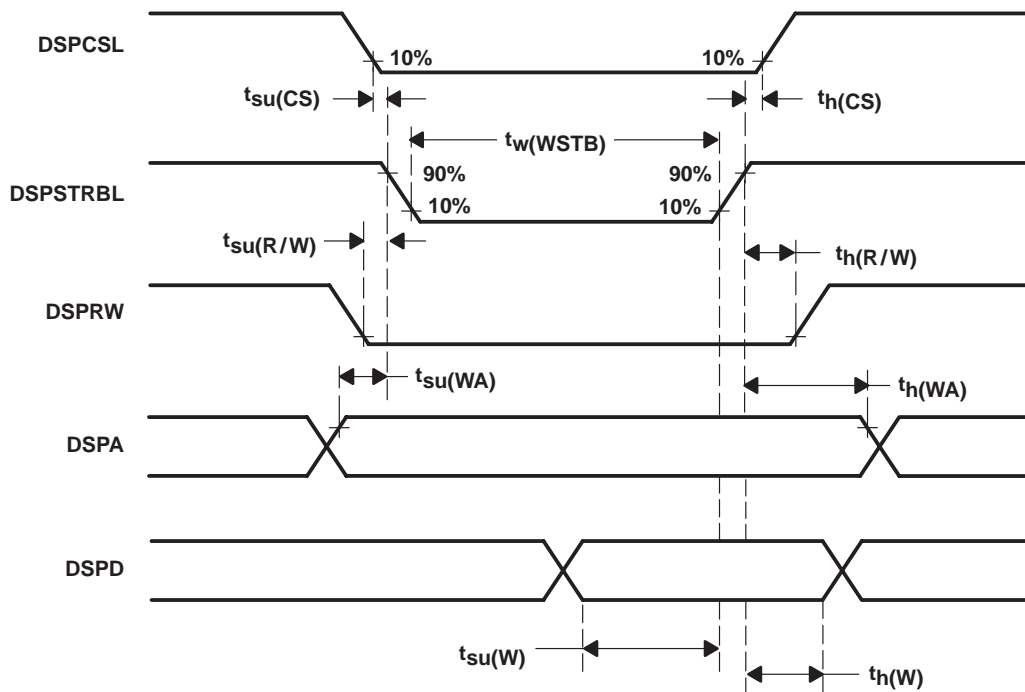 DSPCSL
10%
10%
tsu(CS)
th(CS)
tw(WSTB)
DSPSTRBL
90%
90%
10%
10%
tsu(R/W)
th(R/W)
DSPRW
tsu(WA)
th(WA)
DSPA
DSPD
tsu(W)
th(W)